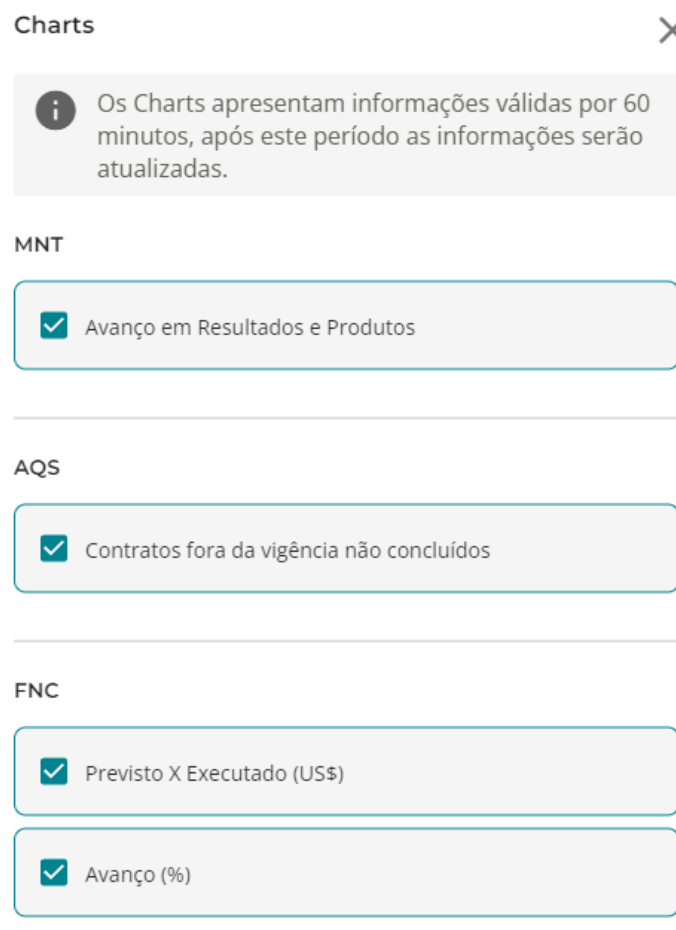 Charts
Os Charts apresentam informações válidas por 60
minutos, após este período as informações serão
atualizadas.
MNT
Avanço em Resultados e Produtos
AQS
Contratos fora da vigência não concluídos
FNC
Previsto X Executado (US$)
Avanço (%)